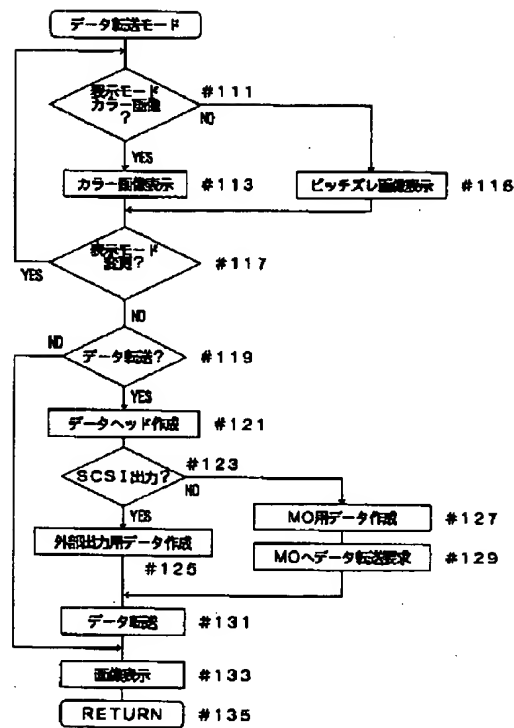 データ転送モード
表示モード
カラー画像
?
#111
NO
YES
カラー画像表示
#113
ピッチズレ画像表示
#116
表示モード
変更?
#117
YES
NO
NO
データ転送?
#119
YES
データヘッド作成
#121
SCSI出力?
#123
NO
YES
外部出力用データ作成
#125
MO用データ作成
#127
MOへデータ転送要求
#129
データ転送
#131
画像表示
#133
RETURN
#135